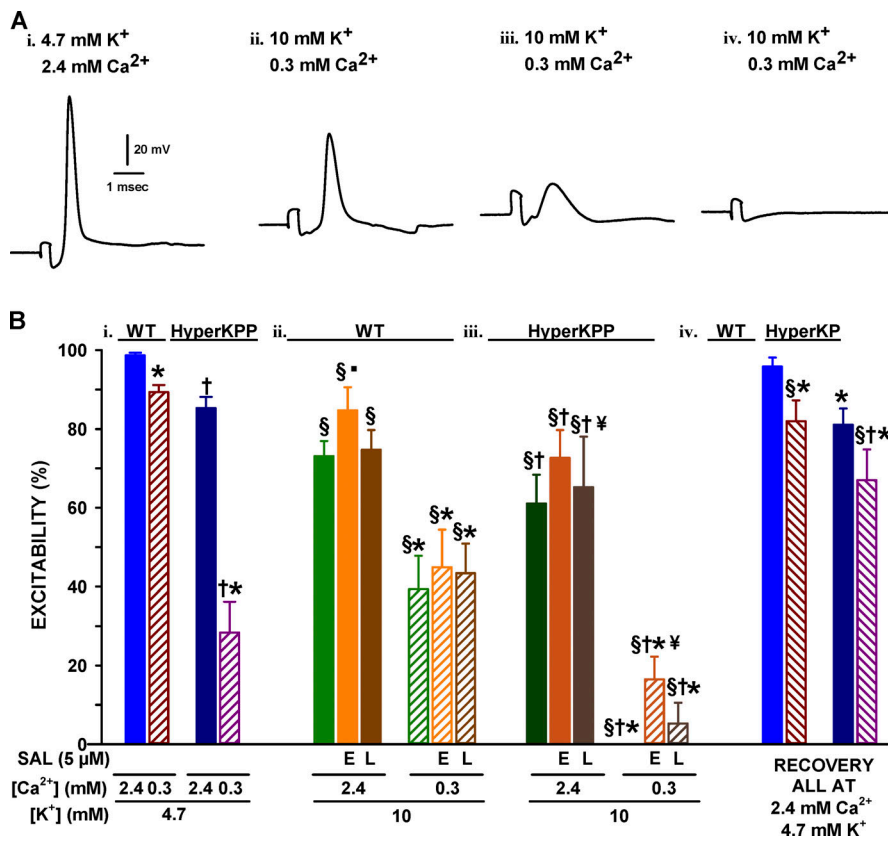 A
i. 4.7 mM K+ ii. 10 mM K+ iii. 10 mM K+ iv. 10 mM K+
2.4 mM Ca2+ 0.3 mM Ca2+ 0.3 mM Ca2+ 0.3 mM Ca2+
20 mV
1 msec
B
i. WT HyperKPP ii. WT iii. HyperKPP iv. WT HyperKP
EXCITABILITY (%)
100
80
60
40
20
0
* † †*
§ §▪ § §* §* §*
§† §† §† ¥ §†* §†* ¥ §†*
§* * §†*
SAL (5 µM) E L E L E L E L
[Ca2+] (mM) 2.4 0.3 2.4 0.3 2.4 0.3 2.4 0.3
[K+] (mM) 4.7 10 10
RECOVERY
ALL AT
2.4 mM Ca2+
4.7 mM K+